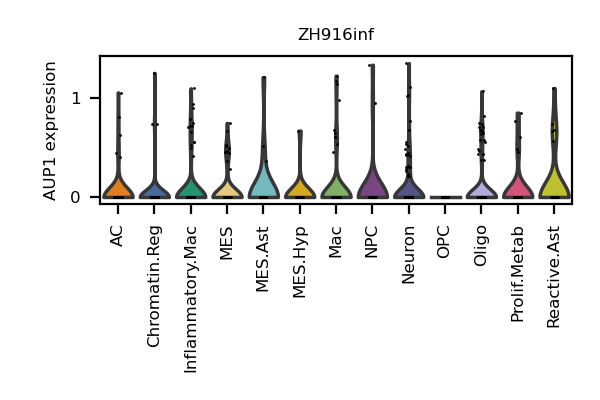 ZH916inf
AUP1 expression
1
0
AC
Chromatin.Reg
Inflammatory.Mac
MES
MES.Ast
MES.Hyp
Mac
NPC
Neuron
OPC
Oligo
Prolif.Metab
Reactive.Ast